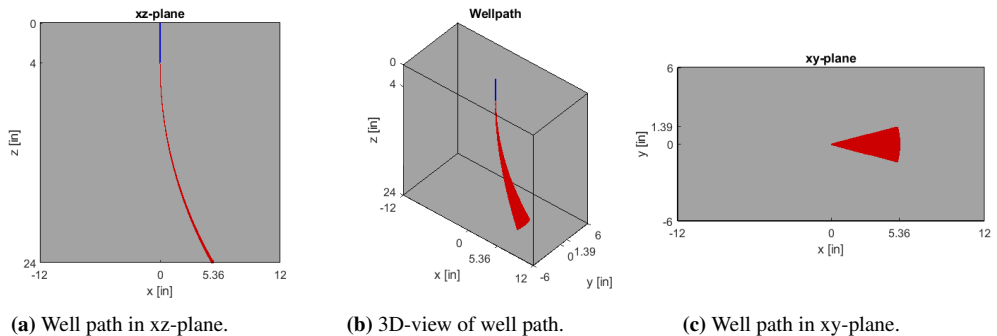 xz-plane
0
4
24
z [in]
-12
0
5.36
12
x [in]
(a) Well path in xz-plane.
Wellpath
0
4
24
z [in]
-12
0
5.36
12
x [in]
-6
0
1.39
6
y [in]
(b) 3D-view of well path.
xy-plane
6
1.39
0
-6
y [in]
-12
0
5.36
12
x [in]
(c) Well path in xy-plane.